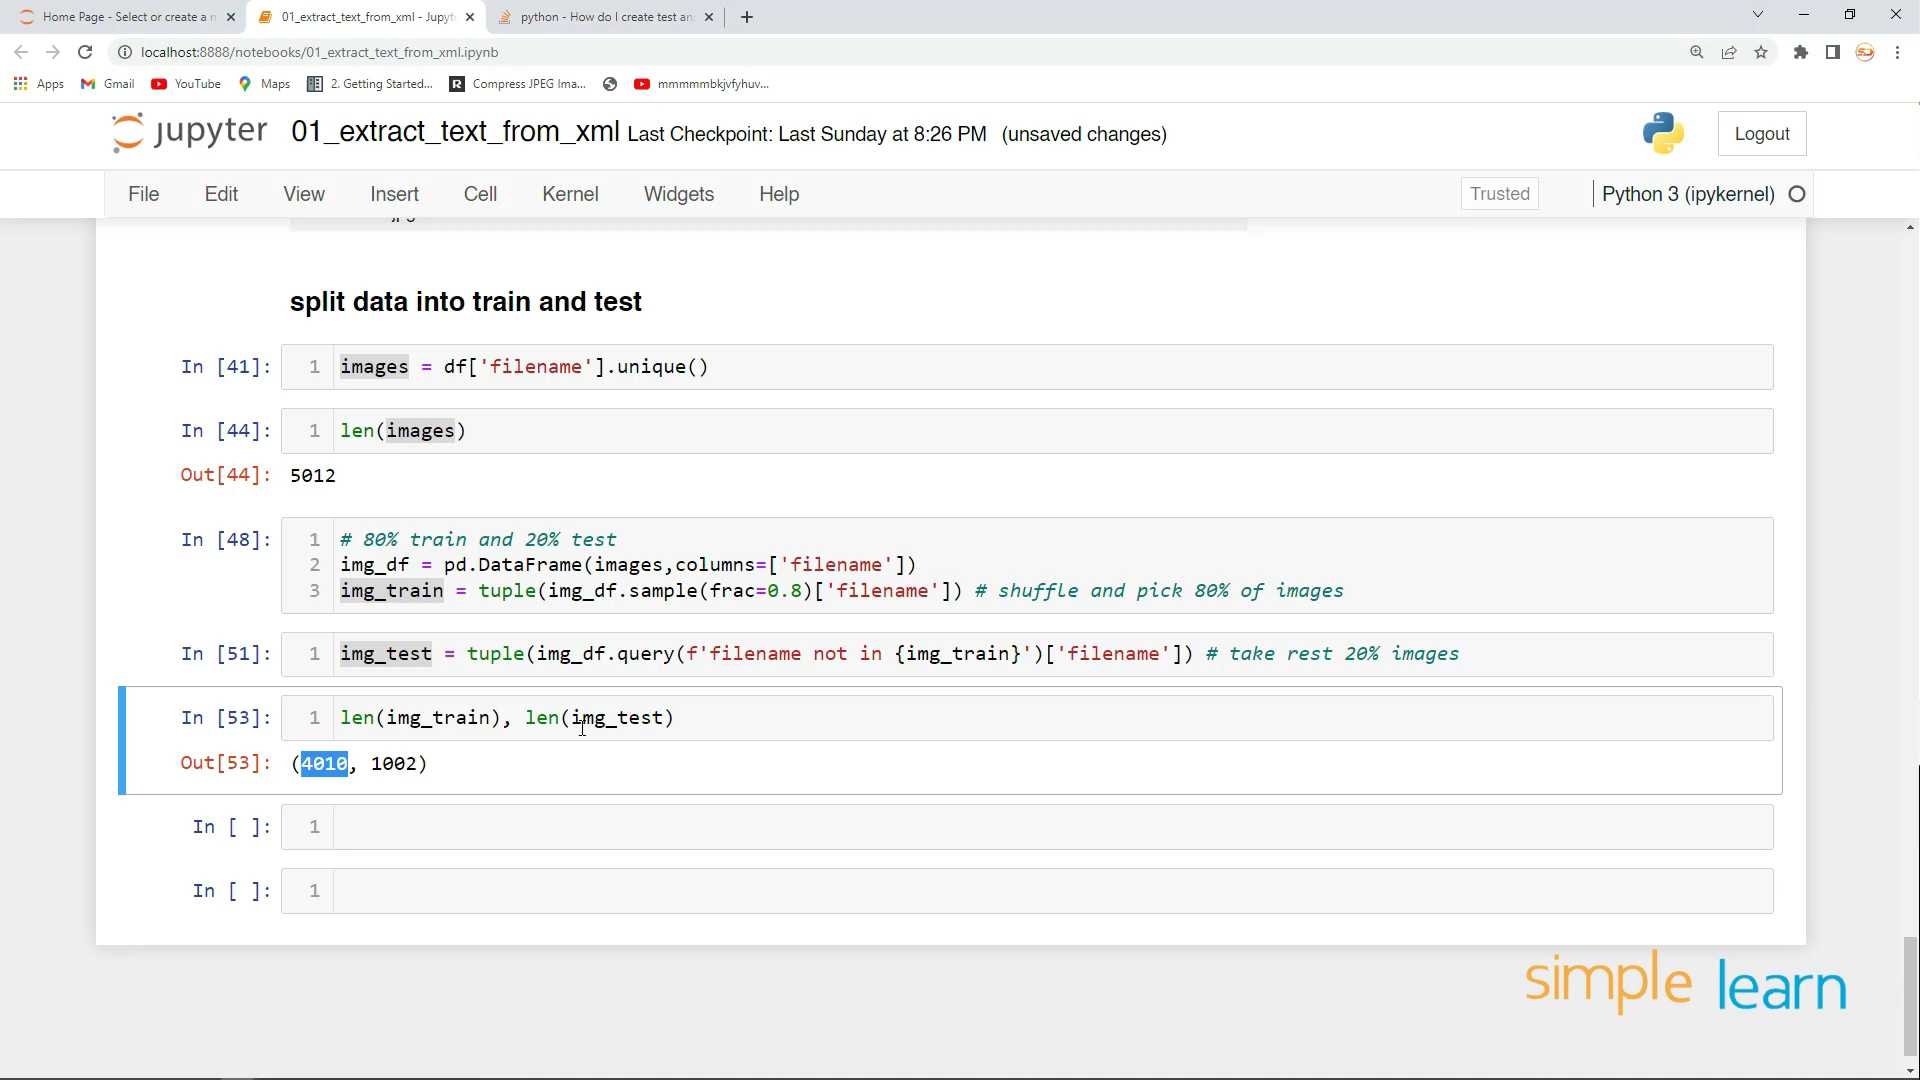 Home Page - Select or create a n
01_extract_text_from_xml - Jupyt
python - How do I create test an
localhost:8888/notebooks/01_extract_text_from_xml.ipynb
Apps
Gmail
YouTube
Maps
2. Getting Started...
Compress JPEG Ima...
mmmmmbkjvfyhuv...
jupyter
01_extract_text_from_xml
Last Checkpoint: Last Sunday at 8:26 PM (unsaved changes)
Logout
File
Edit
View
Insert
Cell
Kernel
Widgets
Help
Trusted
Python 3 (ipykernel)
split data into train and test
In [41]:
1 images = df['filename'].unique()
In [44]:
1 len(images)
Out[44]: 5012
In [48]:
1 # 80% train and 20% test
2 img_df = pd.DataFrame(images,columns=['filename'])
3 img_train = tuple(img_df.sample(frac=0.8)['filename']) # shuffle and pick 80% of images
In [51]:
1 img_test = tuple(img_df.query(f'filename not in {img_train}')['filename']) # take rest 20% images
In [53]:
1 len(img_train), len(img_test)
Out[53]: (4010, 1002)
In [ ]:
1
In [ ]:
1
simplelearn